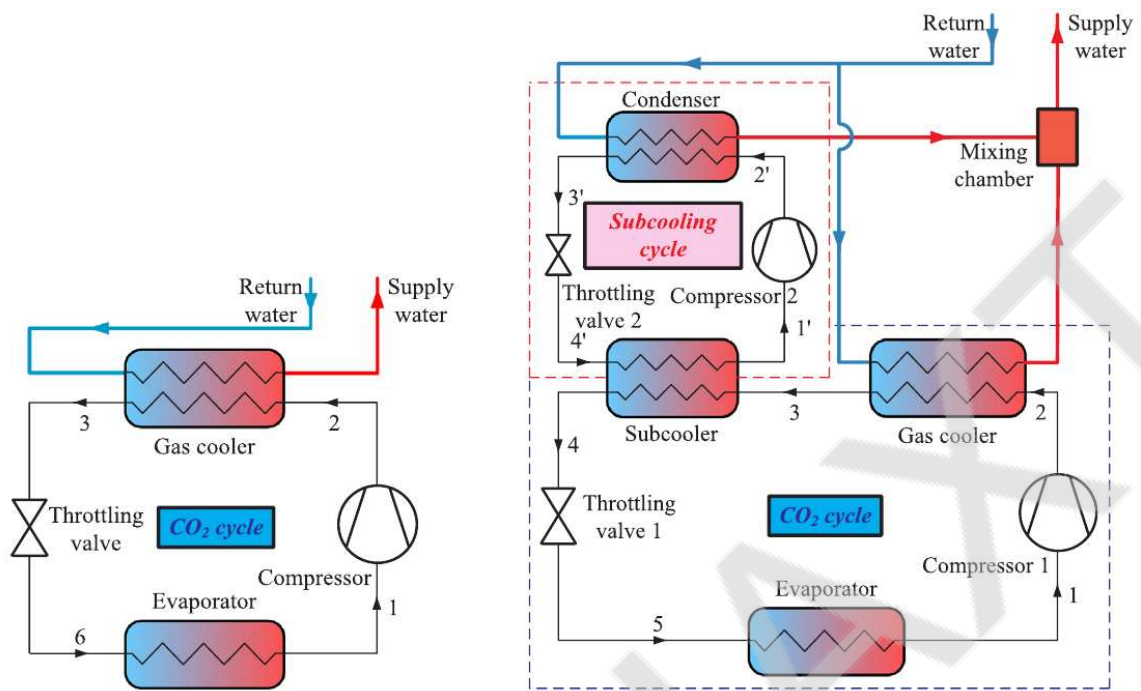 Return
water
Supply
water
Gas cooler
3
2
Throttling
valve
CO₂ cycle
Compressor
Evaporator
6
1
Return
water
Supply
water
Condenser
Mixing
chamber
2'
3'
Subcooling
cycle
Throttling
valve 2
Compressor 2
4'
1'
Subcooler
3
Gas cooler
2
4
Throttling
valve 1
CO₂ cycle
Compressor 1
Evaporator
5
1